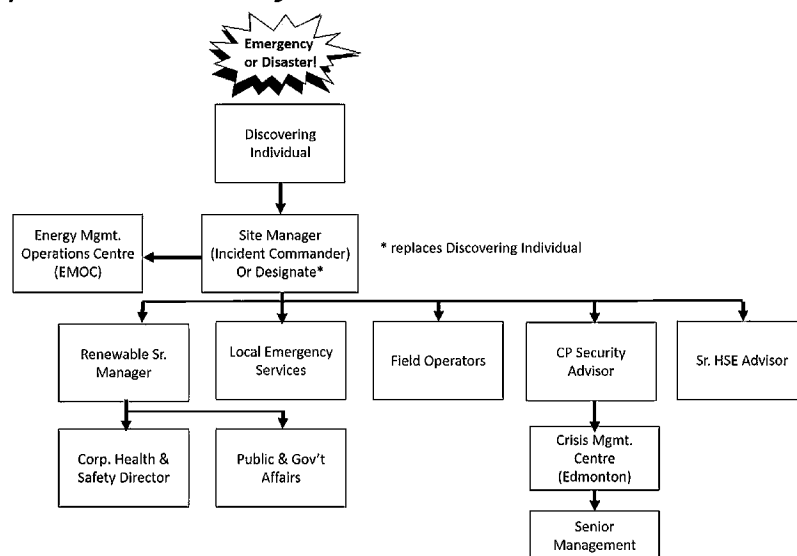 Emergency
or Disaster!
Discovering
Individual
Energy Mgmt.
Operations Centre
(EMOC)
Site Manager
(Incident Commander)
Or Designate*
* replaces Discovering Individual
Renewable Sr.
Manager
Local Emergency
Services
Field Operators
CP Security
Advisor
Sr. HSE Advisor
Corp. Health &
Safety Director
Public & Gov't
Affairs
Crisis Mgmt.
Centre
(Edmonton)
Senior
Management